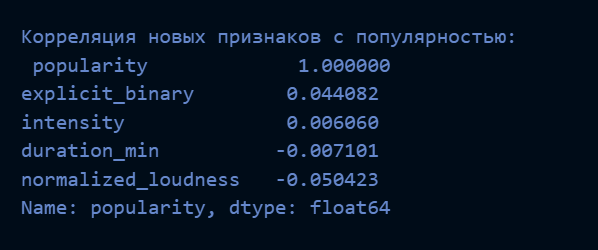 Корреляция новых признаков с популярностью:
popularity 1.000000
explicit_binary 0.044082
intensity 0.006060
duration_min -0.007101
normalized_loudness -0.050423
Name: popularity, dtype: float64